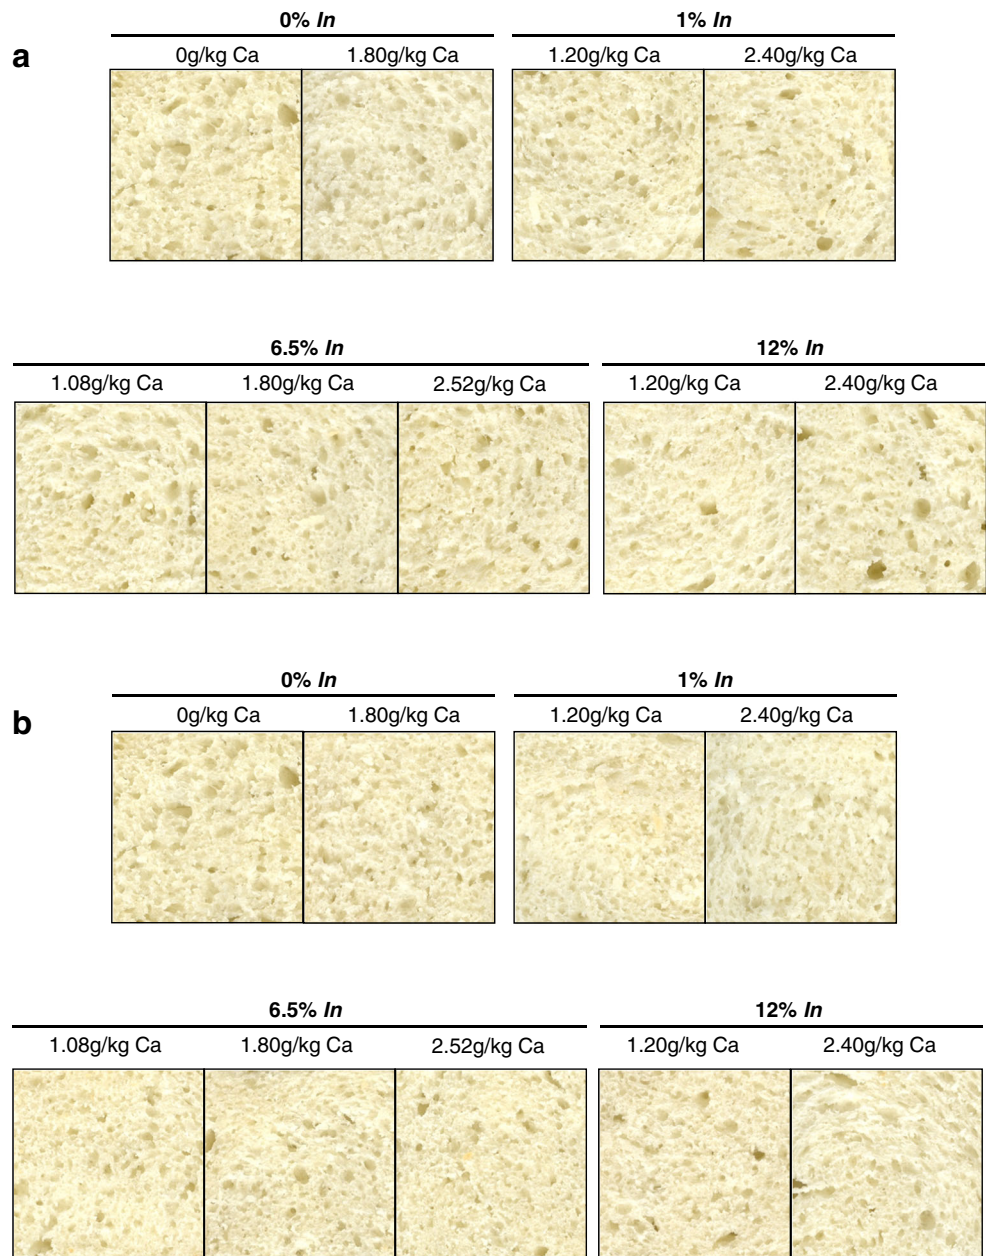 0% In 1% In
a
0g/kg Ca 1.80g/kg Ca 1.20g/kg Ca 2.40g/kg Ca
6.5% In 12% In
1.08g/kg Ca 1.80g/kg Ca 2.52g/kg Ca 1.20g/kg Ca 2.40g/kg Ca
0% In 1% In
b
0g/kg Ca 1.80g/kg Ca 1.20g/kg Ca 2.40g/kg Ca
6.5% In 12% In
1.08g/kg Ca 1.80g/kg Ca 2.52g/kg Ca 1.20g/kg Ca 2.40g/kg Ca